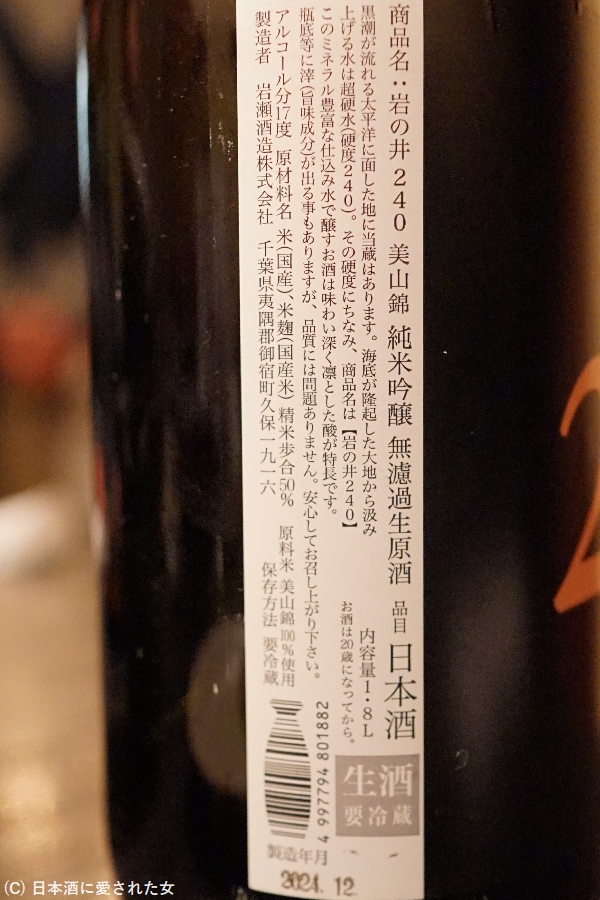 商品名：岩の井 240 美山錦 純米吟醸 無濾過生原酒 品目 日本酒
黒潮が流れる太平洋に面した地に当蔵はあります。海底が隆起した大地から汲み
上げる水は超硬水(硬度240)。その硬度にちなみ、商品名は【岩の井240】
このミネラル豊富な仕込み水で醸すお酒は味わい深く凛とした酸が特長です。
瓶底等に滓(旨味成分)が出る事もありますが、品質には問題ありません。安心してお召し上がり下さい。
内容量1.8L
お酒は20歳になってから。
アルコール分17度 原材料名 米(国産)、米麹(国産米) 精米歩合50% 原料米 美山錦100%使用
製造者 岩瀬酒造株式会社 千葉県夷隅郡御宿町久保一九一六 保存方法 要冷蔵
生酒
要冷蔵
4 997794 801882
製造年月
2024. 12
2
(C) 日本酒に愛された女